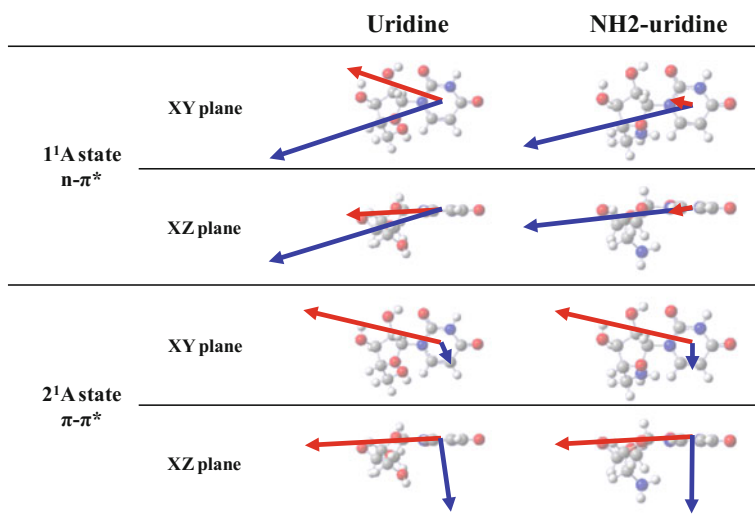 Uridine NH2-uridine
XY plane
1¹A state
n-π*
XZ plane
XY plane
2¹A state
π-π*
XZ plane